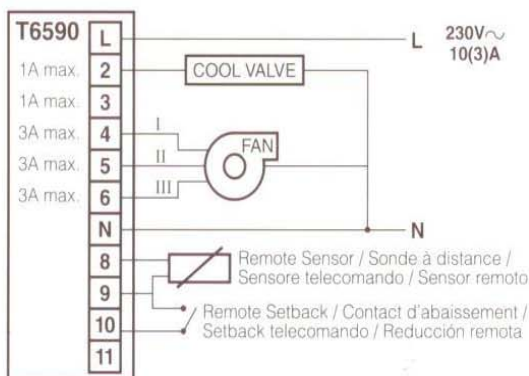 T6590
L
L
230V~
10(3)A
1A max.
2
COOL VALVE
1A max.
3
3A max.
4
I
FAN
3A max.
5
II
3A max.
6
III
N
N
8
Remote Sensor / Sonde à distance /
Sensore telecomando / Sensor remoto
9
Remote Setback / Contact d'abaissement /
10
Setback telecomando / Reducción remota
11